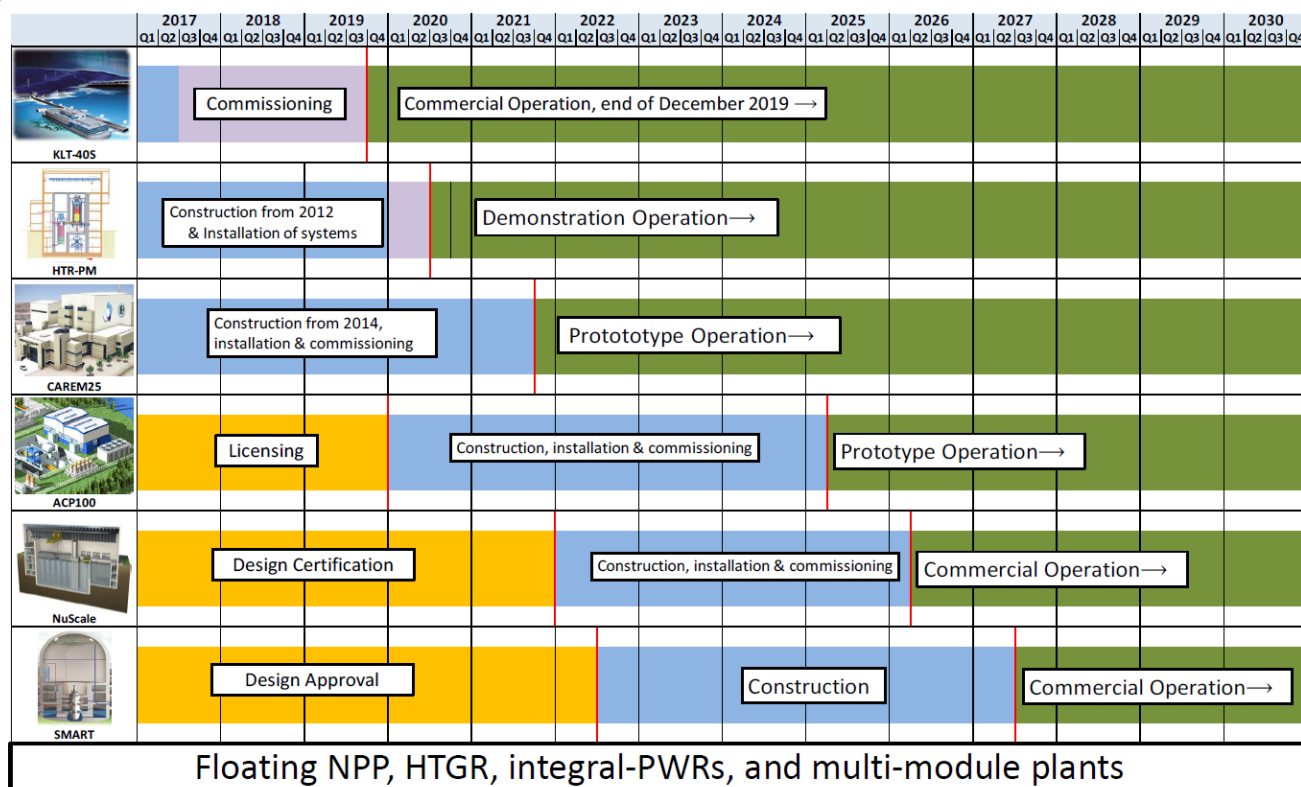 2017 2018 2019 2020 2021 2022 2023 2024 2025 2026 2027 2028 2029 2030
Q1 Q2 Q3 Q4 Q1 Q2 Q3 Q4 Q1 Q2 Q3 Q4 Q1 Q2 Q3 Q4 Q1 Q2 Q3 Q4 Q1 Q2 Q3 Q4 Q1 Q2 Q3 Q4 Q1 Q2 Q3 Q4 Q1 Q2 Q3 Q4 Q1 Q2 Q3 Q4 Q1 Q2 Q3 Q4 Q1 Q2 Q3 Q4 Q1 Q2 Q3 Q4 Q1 Q2 Q3 Q4
KLT-40S
Commissioning
Commercial Operation, end of December 2019 →
HTR-PM
Construction from 2012
& Installation of systems
Demonstration Operation→
CAREM25
Construction from 2014,
installation & commissioning
Protototype Operation→
ACP100
Licensing
Construction, installation & commissioning
Prototype Operation→
NuScale
Design Certification
Construction, installation & commissioning
Commercial Operation→
SMART
Design Approval
Construction
Commercial Operation→
Floating NPP, HTGR, integral-PWRs, and multi-module plants